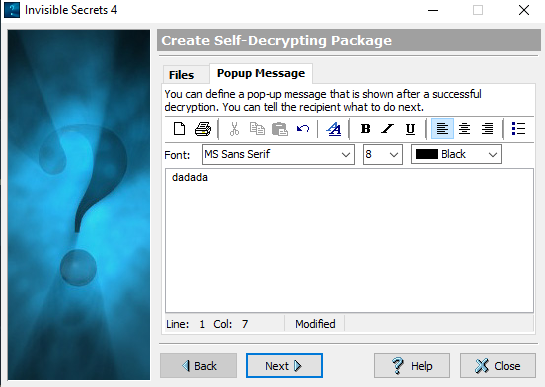 Invisible Secrets 4
Create Self-Decrypting Package
Files
Popup Message
You can define a pop-up message that is shown after a successful
decryption. You can tell the recipient what to do next.
A B I U
Font: MS Sans Serif 8 Black
dadada
Line: 1 Col: 7 Modified
Back Next ? Help Close